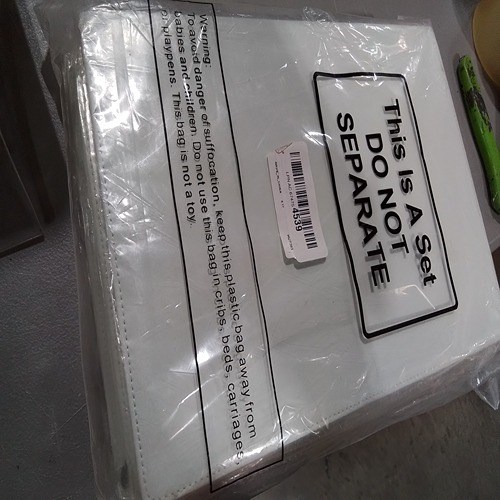 This Is A Set
DO NOT
SEPARATE
4539
Warning:
To avoid danger of suffocation, keep this plastic bag away from
babies and children. Do not use this bag in cribs, beds, carriages,
or playpens. This bag is not a toy.